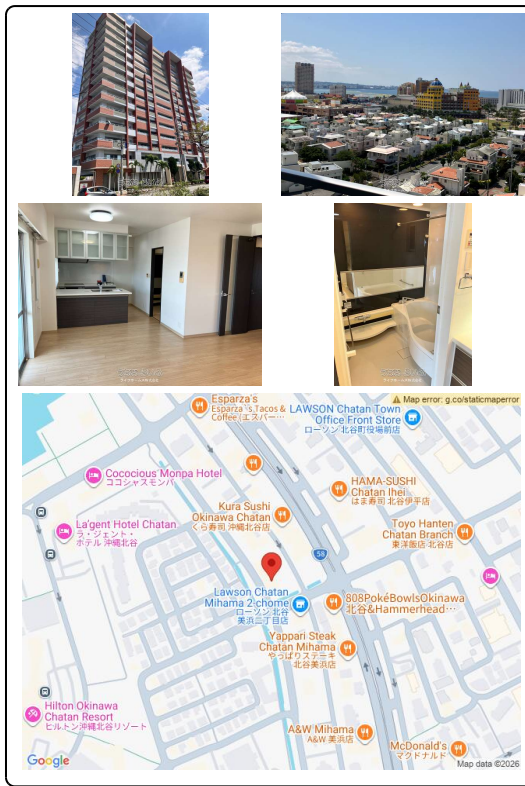 Map error: g.co/staticmaperror
Esparza's
Esparza's Tacos &
Coffee (エスパー…
LAWSON Chatan Town
Office Front Store
ローソン 北谷町役場前店
Cococious Monpa Hotel
ココシャスモンパ
HAMA-SUSHI
Chatan Ihei
はま寿司 北谷伊平店
Kura Sushi
Okinawa Chatan
くら寿司 沖縄北谷店
La'gent Hotel Chatan
ラ・ジェント・
ホテル 沖縄北谷
Toyo Hanten
Chatan Branch
東洋飯店 北谷店
58
Lawson Chatan
Mihama 2-chome
ローソン 北谷
美浜二丁目店
808PokéBowlsOkinawa
北谷&Hammerhead…
Yappari Steak
Chatan Mihama
やっぱりステーキ
北谷美浜店
Hilton Okinawa
Chatan Resort
ヒルトン沖縄北谷リゾート
A&W Mihama
A&W 美浜店
McDonald's
マクドナルド
Google
Map data ©2026